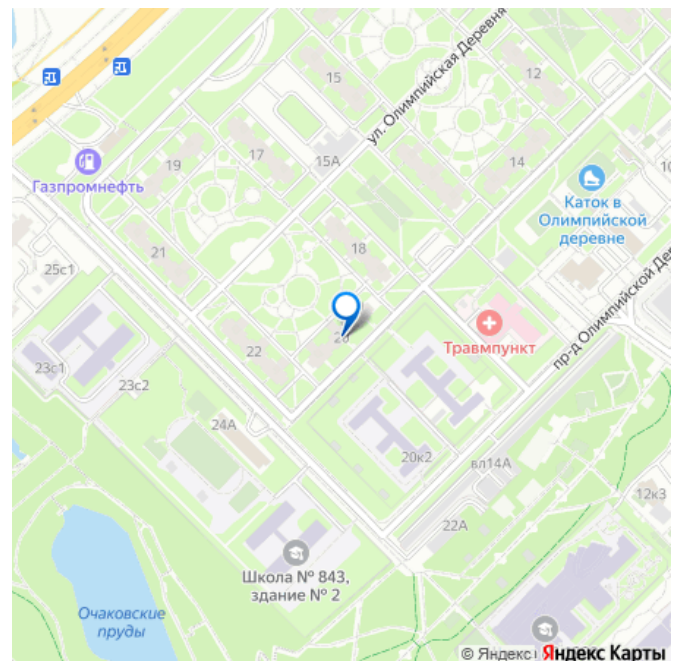 15
12
ул. Олимпийская Деревня
17
15А
14
19
Газпромнефть
Каток в
Олимпийской
деревне
18
21
25с1
пр-д Олимпийской Дер
Травмпункт
22
23с1
23с2
24А
20к2
вл14А
12к3
22А
Школа № 843,
здание № 2
Очаковские
пруды
© Яндекс
Яндекс Карты